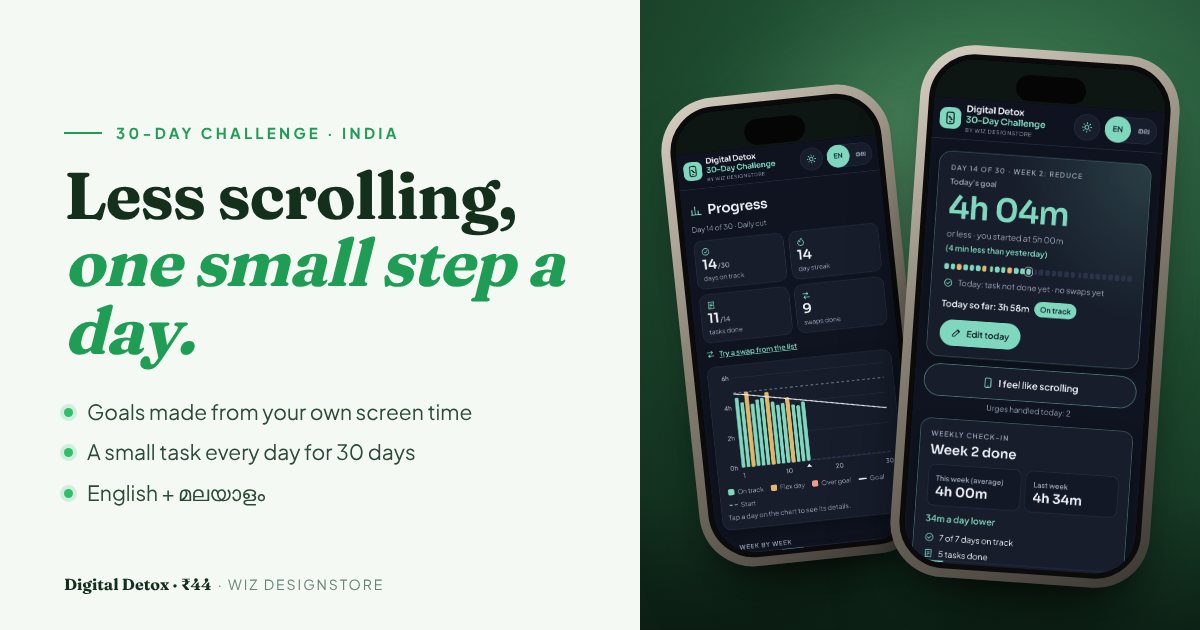 30-DAY CHALLENGE · INDIA
Less scrolling,
one small step a
day.
Goals made from your own screen time
A small task every day for 30 days
English + മലയാളം
Digital Detox · ₹44 · WIZ DESIGNSTORE
Digital Detox
30-Day Challenge
BY WIZ DESIGNSTORE
EN
Progress
Day 14 of 30 · Daily cut
14/30
days on track
14
day streak
11/14
tasks done
9
swaps done
Try a swap from the list
6h
4h
2h
0h
1 10 20 30
On track Flex day Over goal Goal
Start
Tap a day on the chart to see its details.
WEEK BY WEEK
Digital Detox
30-Day Challenge
BY WIZ DESIGNSTORE
EN
DAY 14 OF 30 · WEEK 2: REDUCE
Today's goal
4h 04m
or less · you started at 5h 00m
(4 min less than yesterday)
Today: task not done yet · no swaps yet
Today so far: 3h 58m On track
Edit today
I feel like scrolling
Urges handled today: 2
WEEKLY CHECK-IN
Week 2 done
This week (average)
4h 00m
Last week
4h 34m
34m a day lower
7 of 7 days on track
5 tasks done